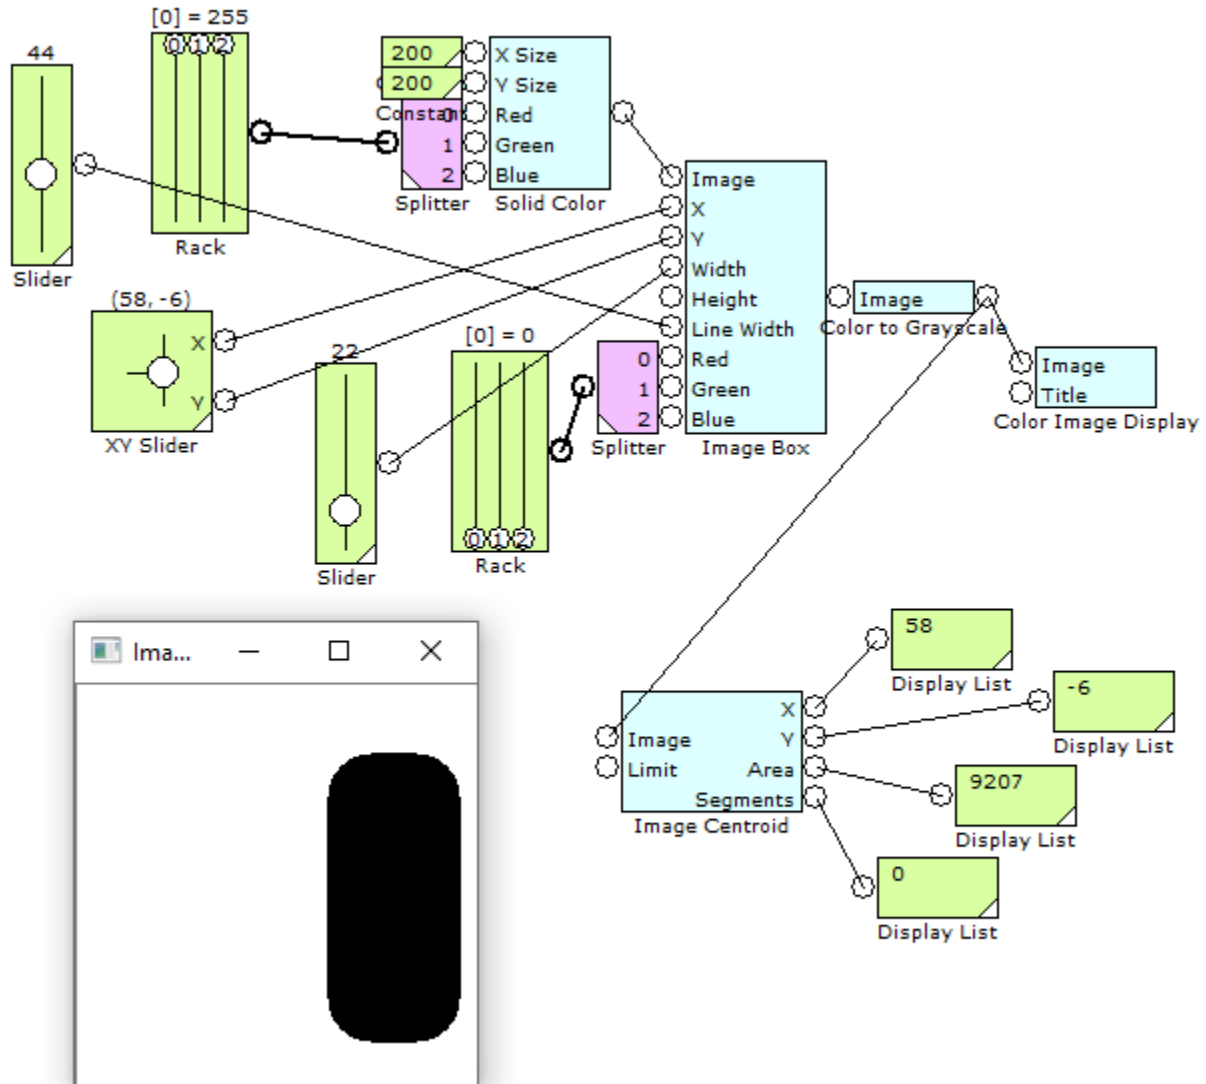 [0] = 255
44
0 1 2
200
X Size
200
Y Size
Constant
0
Red
1
Green
2
Blue
Splitter
Solid Color
Rack
Slider
Image
X
Y
Width
Height
Line Width
0
Red
1
Green
2
Blue
Splitter
Image Box
(58, -6)
X
Y
XY Slider
22
Slider
[0] = 0
0 1 2
Rack
Image
Color to Grayscale
Image
Title
Color Image Display
Ima...
58
Display List
-6
Display List
X
Image
Y
Limit
Area
Segments
Image Centroid
9207
Display List
0
Display List